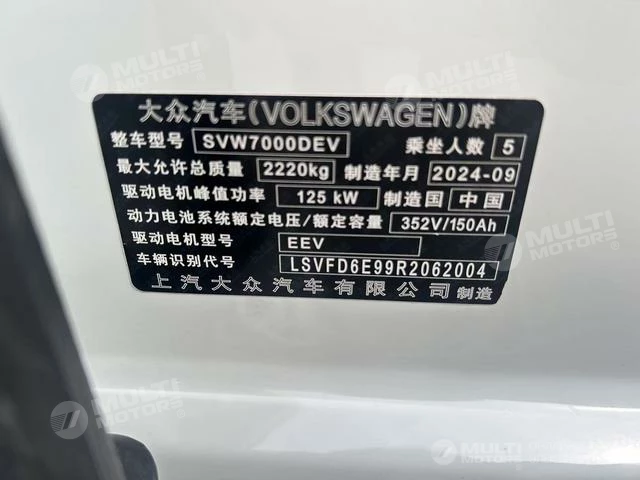 大众汽车(VOLKSWAGEN)牌
整车型号 SVW7000DEV 乘坐人数 5
最大允许总质量 2220kg 制造年月 2024-09
驱动电机峰值功率 125 kW 制造国 中国
动力电池系统额定电压/额定容量 352V/150Ah
驱动电机型号 EEV
车辆识别代号 LSVFD6E99R2062004
上汽大众汽车有限公司 制造
MULTI MOTORS
MULTI MOTORS
MULTI MOTORS
MULTI MOTORS
MULTI MOTORS